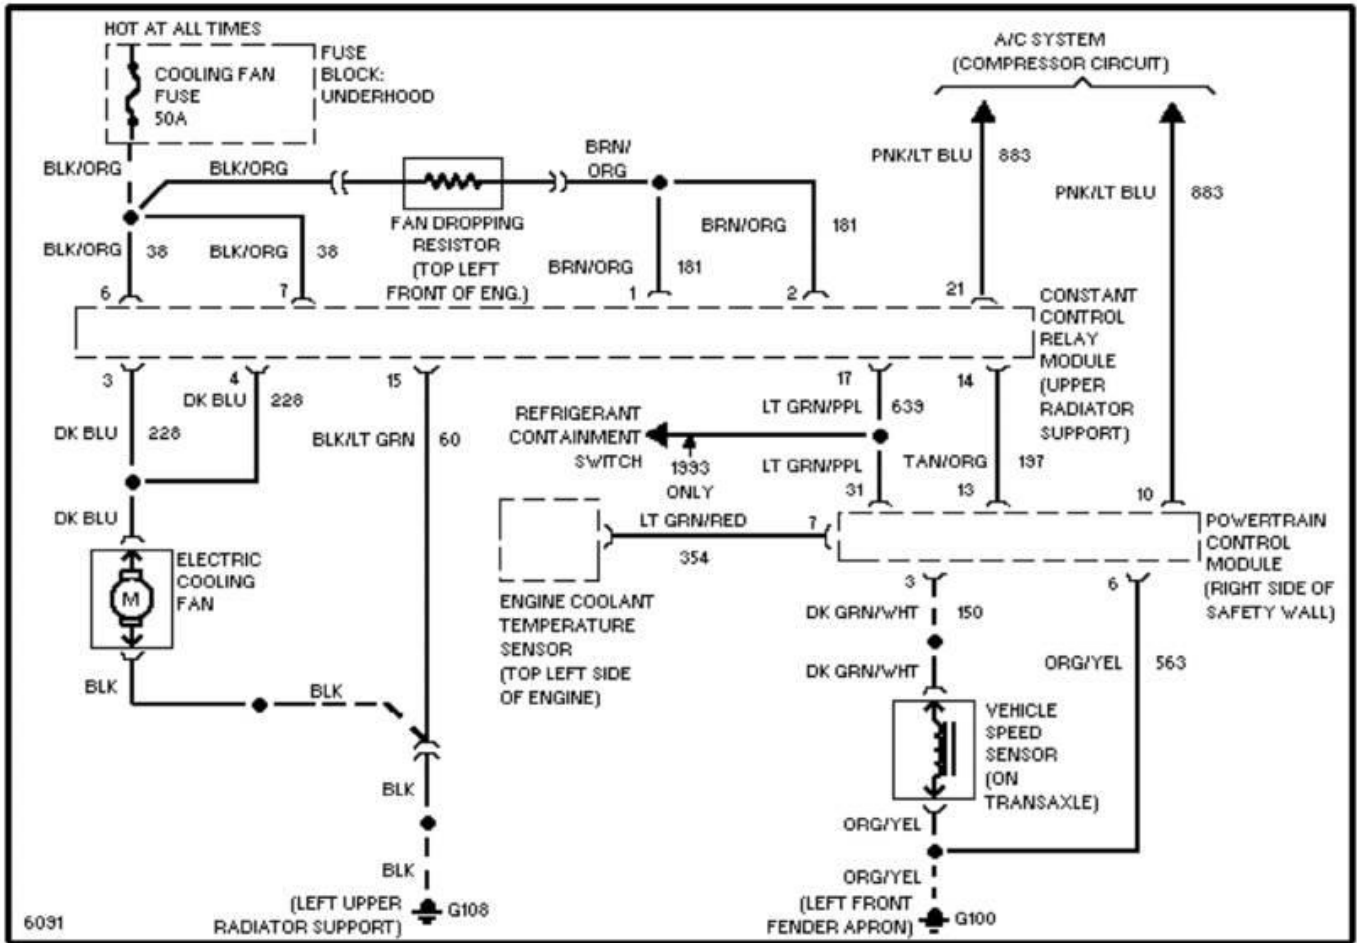 HOT AT ALL TIMES
COOLING FAN
FUSE
50A
FUSE
BLOCK:
UNDERHOOD
A/C SYSTEM
(COMPRESSOR CIRCUIT)
BLK/ORG
BLK/ORG
BRN/
ORG
PNK/LT BLU
883
PNK/LT BLU
883
FAN DROPPING
RESISTOR
(TOP LEFT
FRONT OF ENG.)
BLK/ORG
38
BLK/ORG
38
BRN/ORG
181
BRN/ORG
181
6
7
1
2
21
CONSTANT
CONTROL
RELAY
MODULE
(UPPER
RADIATOR
SUPPORT)
3
4
15
17
14
DK BLU
228
DK BLU
228
BLK/LT GRN
60
LT GRN/PPL
639
REFRIGERANT
CONTAINMENT
SWITCH
1993
ONLY
LT GRN/PPL
TAN/ORG
197
31
13
10
DK BLU
LT GRN/RED
7
354
POWERTRAIN
CONTROL
MODULE
(RIGHT SIDE OF
SAFETY WALL)
ELECTRIC
COOLING
FAN
M
ENGINE COOLANT
TEMPERATURE
SENSOR
(TOP LEFT SIDE
OF ENGINE)
3
6
DK GRN/WHT
150
DK GRN/WHT
ORG/YEL
563
BLK
BLK
VEHICLE
SPEED
SENSOR
(ON
TRANSAXLE)
BLK
ORG/YEL
BLK
ORG/YEL
(LEFT UPPER
RADIATOR SUPPORT)
G108
(LEFT FRONT
FENDER APRON)
G100
6091